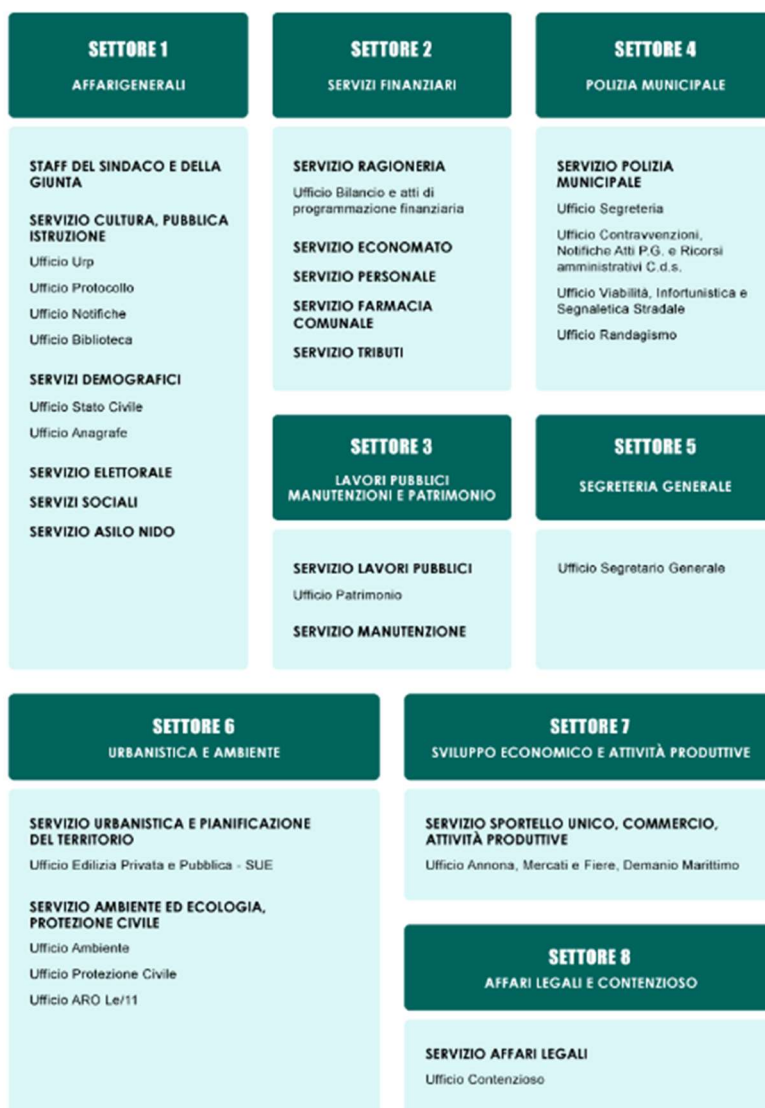 SETTORE 1
AFFARIGENERALI
STAFF DEL SINDACO E DELLA
GIUNTA
SERVIZIO CULTURA, PUBBLICA
ISTRUZIONE
Ufficio Urp
Ufficio Protocollo
Ufficio Notifiche
Ufficio Biblioteca
SERVIZI DEMOGRAFICI
Ufficio Stato Civile
Ufficio Anagrafe
SERVIZIO ELETTORALE
SERVIZI SOCIALI
SERVIZIO ASILO NIDO
SETTORE 2
SERVIZI FINANZIARI
SERVIZIO RAGIONERIA
Ufficio Bilancio e atti di
programmazione finanziaria
SERVIZIO ECONOMATO
SERVIZIO PERSONALE
SERVIZIO FARMACIA
COMUNALE
SERVIZIO TRIBUTI
SETTORE 4
POLIZIA MUNICIPALE
SERVIZIO POLIZIA
MUNICIPALE
Ufficio Segreteria
Ufficio Contravvenzioni,
Notifiche Atti P.G. e Ricorsi
amministrativi C.d.s.
Ufficio Viabilità, Infortunistica e
Segnaletica Stradale
Ufficio Randagismo
SETTORE 3
LAVORI PUBBLICI
MANUTENZIONI E PATRIMONIO
SERVIZIO LAVORI PUBBLICI
Ufficio Patrimonio
SERVIZIO MANUTENZIONE
SETTORE 5
SEGRETERIA GENERALE
Ufficio Segretario Generale
SETTORE 6
URBANISTICA E AMBIENTE
SERVIZIO URBANISTICA E PIANIFICAZIONE
DEL TERRITORIO
Ufficio Edilizia Privata e Pubblica - SUE
SERVIZIO AMBIENTE ED ECOLOGIA,
PROTEZIONE CIVILE
Ufficio Ambiente
Ufficio Protezione Civile
Ufficio ARO Le/11
SETTORE 7
SVILUPPO ECONOMICO E ATTIVITÀ PRODUTTIVE
SERVIZIO SPORTELLO UNICO, COMMERCIO,
ATTIVITÀ PRODUTTIVE
Ufficio Annona, Mercati e Fiere, Demanio Marittimo
SETTORE 8
AFFARI LEGALI E CONTENZIOSO
SERVIZIO AFFARI LEGALI
Ufficio Contenzioso